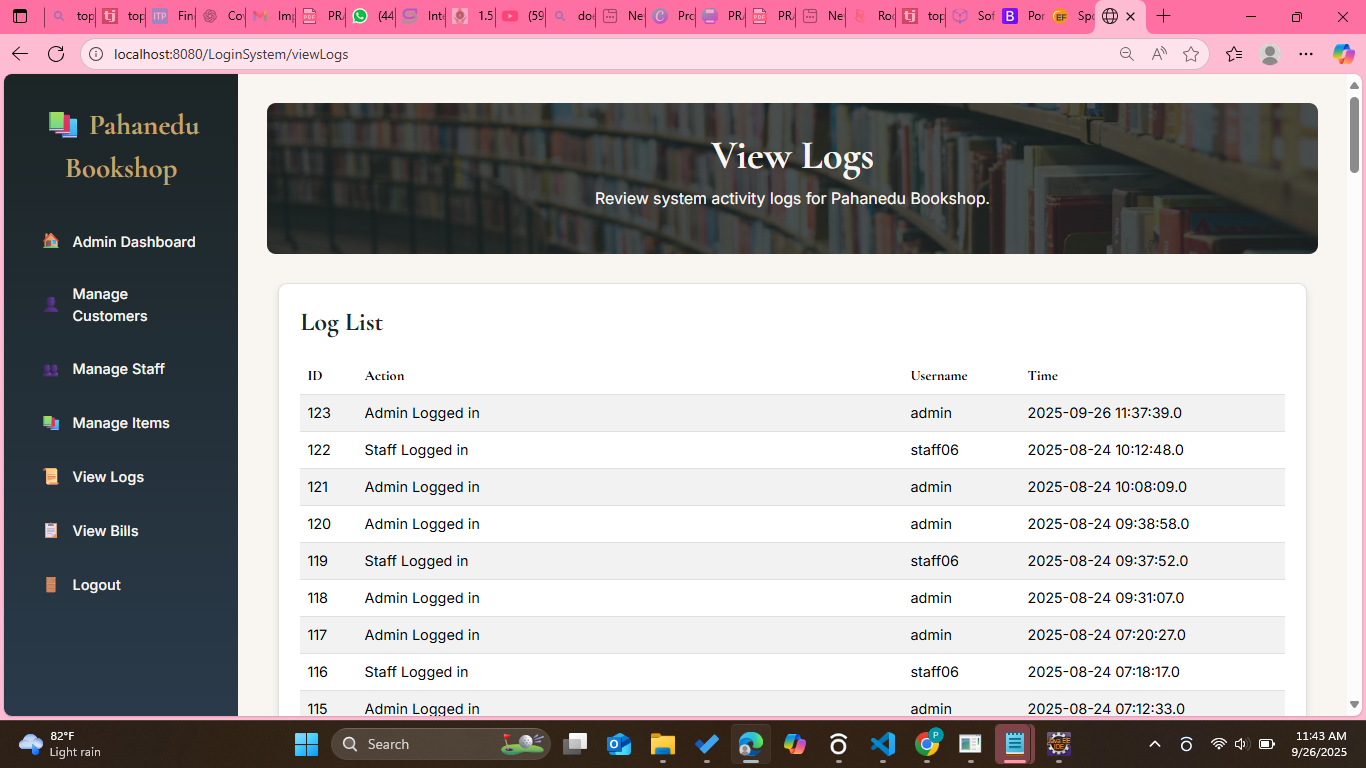 top
top
ITP
Fin
Co
Im
PR
(44
Int
1.5
(59
do
Ne
Pro
PR
PR
Ne
Ro
top
Sof
B
Por
EF
Sp
localhost:8080/LoginSystem/viewLogs
Pahanedu
Bookshop
Admin Dashboard
Manage
Customers
Manage Staff
Manage Items
View Logs
View Bills
Logout
View Logs
Review system activity logs for Pahanedu Bookshop.
Log List
ID Action Username Time
123 Admin Logged in admin 2025-09-26 11:37:39.0
122 Staff Logged in staff06 2025-08-24 10:12:48.0
121 Admin Logged in admin 2025-08-24 10:08:09.0
120 Admin Logged in admin 2025-08-24 09:38:58.0
119 Staff Logged in staff06 2025-08-24 09:37:52.0
118 Admin Logged in admin 2025-08-24 09:31:07.0
117 Admin Logged in admin 2025-08-24 07:20:27.0
116 Staff Logged in staff06 2025-08-24 07:18:17.0
115 Admin Logged in admin 2025-08-24 07:12:33.0
82°F
Light rain
Search
P
11:43 AM
9/26/2025